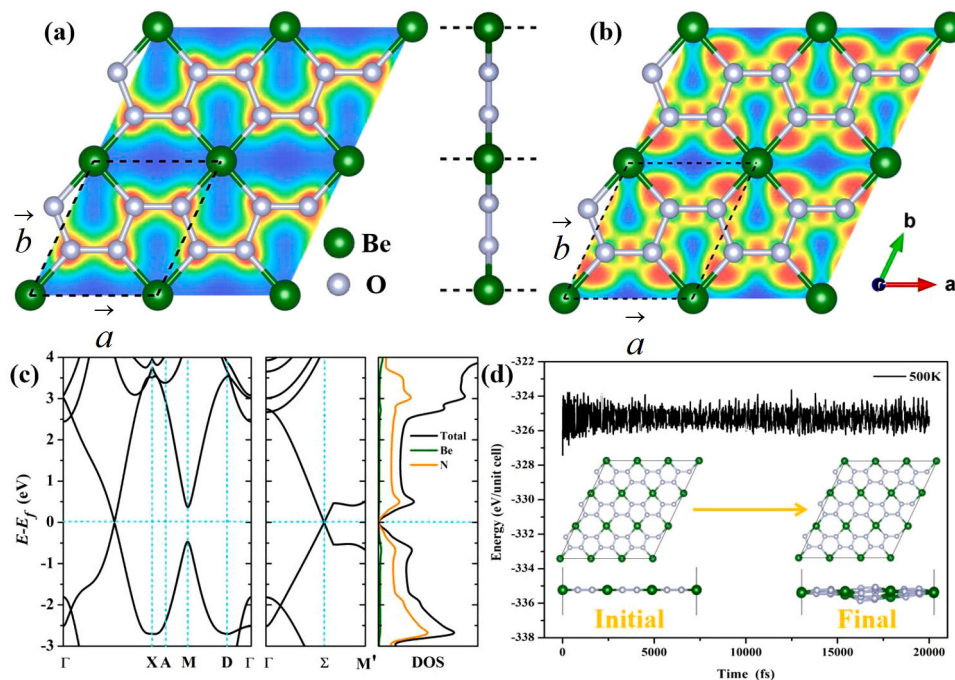 (a)
(b)
b
a
Be
O
b
a
b
a
c
(c)
4
3
2
1
0
-1
-2
-3
E-Ef (eV)
Γ X A M D Γ
Γ Σ M'
DOS
Total
Be
N
(d)
-322
-324
-326
-328
-330
-332
-334
-336
-338
Energy (eV/unit cell)
500K
Initial
Final
0 5000 10000 15000 20000
Time (fs)